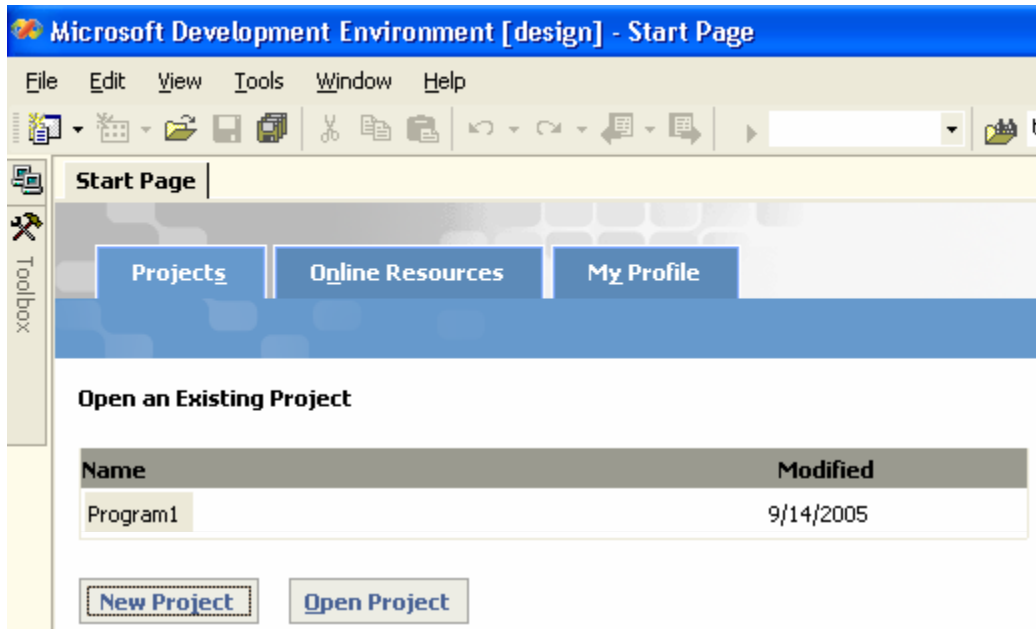 Microsoft Development Environment [design] - Start Page
File Edit View Tools Window Help
Start Page
Toolbox
Projects Online Resources My Profile
Open an Existing Project
Name Modified
Program1 9/14/2005
New Project Open Project